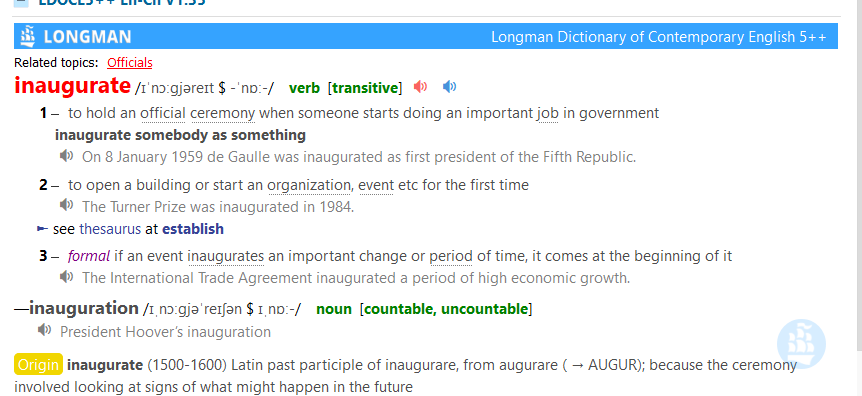 EDOCE5++ En-Cn V1.35
LONGMAN Longman Dictionary of Contemporary English 5++
Related topics: Officials
inaugurate /ɪˈnɔːɡjəreɪt $ -ˈnɒː-/ verb [transitive]
1 – to hold an official ceremony when someone starts doing an important job in government
inaugurate somebody as something
On 8 January 1959 de Gaulle was inaugurated as first president of the Fifth Republic.
2 – to open a building or start an organization, event etc for the first time
The Turner Prize was inaugurated in 1984.
► see thesaurus at establish
3 – formal if an event inaugurates an important change or period of time, it comes at the beginning of it
The International Trade Agreement inaugurated a period of high economic growth.
—inauguration /ɪˌnɔːɡjəˈreɪʃən $ ɪˌnɒː-/ noun [countable, uncountable]
President Hoover’s inauguration
Origin inaugurate (1500-1600) Latin past participle of inaugurare, from augurare ( → AUGUR); because the ceremony
involved looking at signs of what might happen in the future